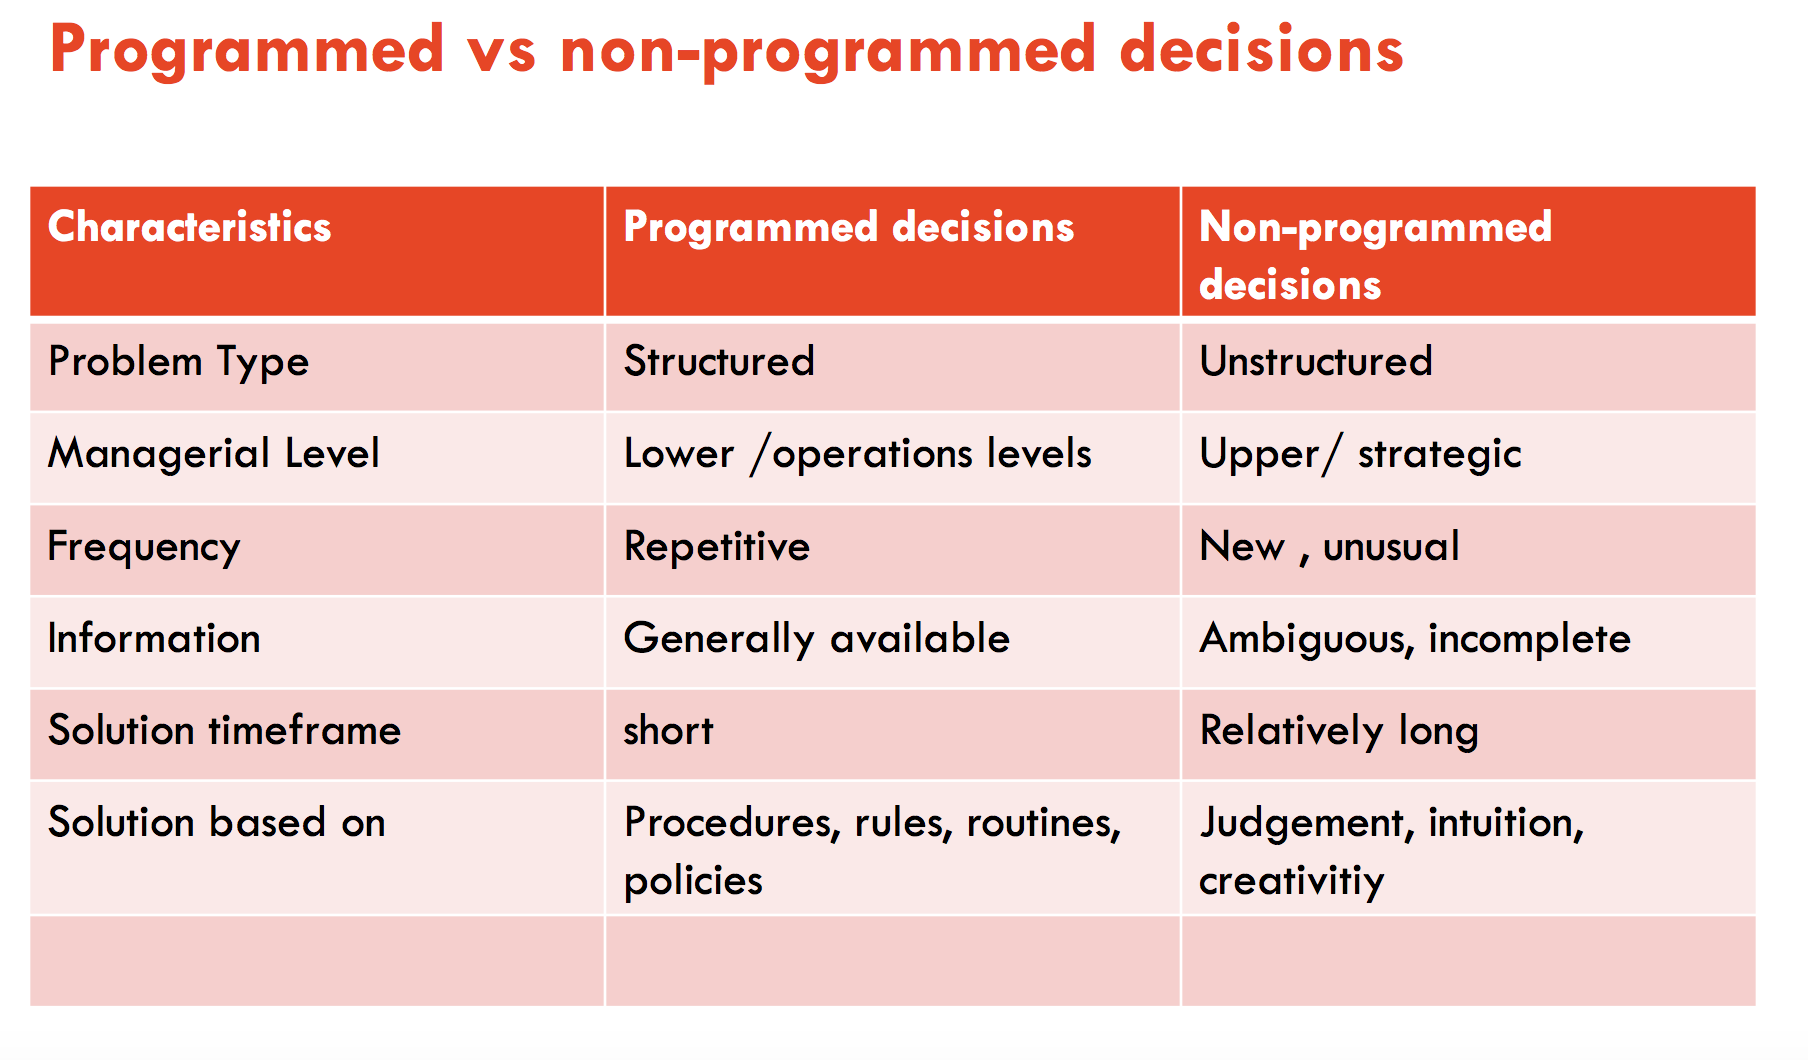 Programmed vs non-programmed decisions
Characteristics
Programmed decisions
Non-programmed
decisions
Problem Type
Structured
Unstructured
Managerial Level
Lower /operations levels
Upper/ strategic
Frequency
Repetitive
New , unusual
Information
Generally available
Ambiguous, incomplete
Solution timeframe
short
Relatively long
Solution based on
Procedures, rules, routines,
policies
Judgement, intuition,
creativitiy